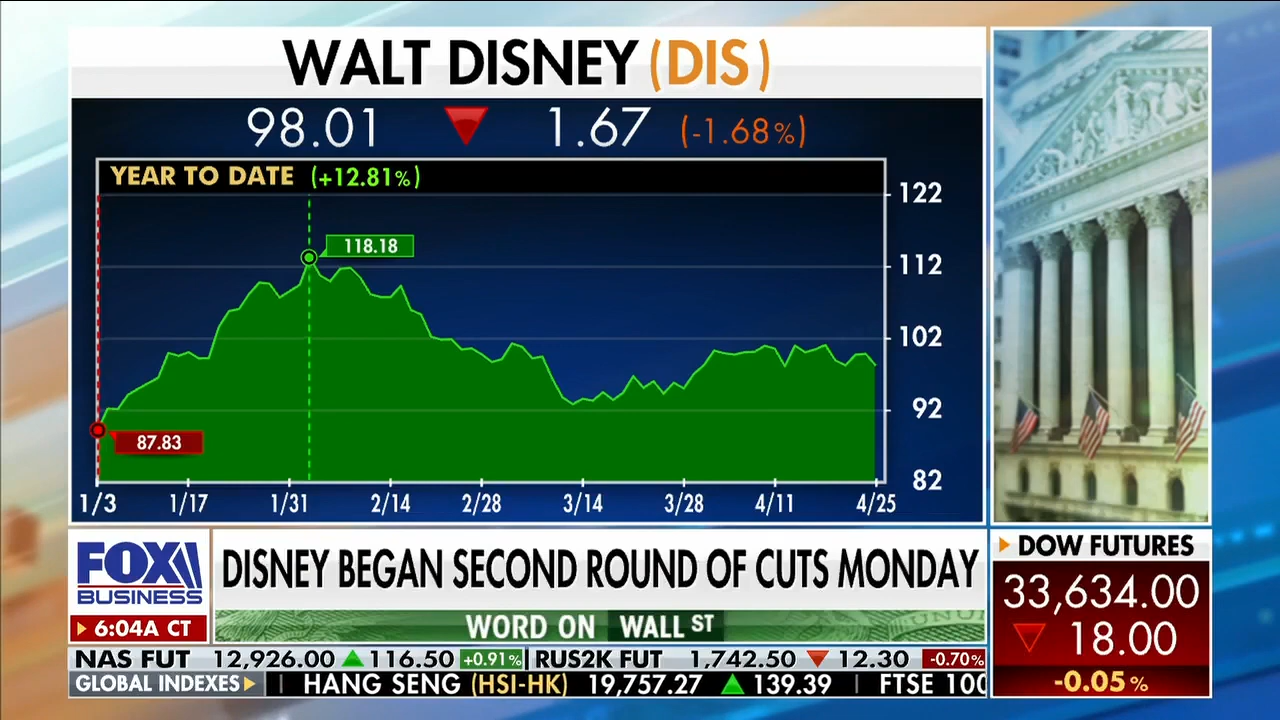 WALT DISNEY (DIS)
98.01 ▼ 1.67 (-1.68%)
YEAR TO DATE (+12.81%)
122
118.18
112
102
92
87.83
82
1/3 1/17 1/31 2/14 2/28 3/14 3/28 4/11 4/25
FOX BUSINESS
6:04A CT
DISNEY BEGAN SECOND ROUND OF CUTS MONDAY
WORD ON WALL ST
DOW FUTURES
33,634.00
▼ 18.00
-0.05%
NAS FUT 12,926.00 ▲ 116.50 +0.91% RUS2K FUT 1,742.50 ▼ 12.30 -0.70%
GLOBAL INDEXES HANG SENG (HSI-HK) 19,757.27 ▲ 139.39 FTSE 100